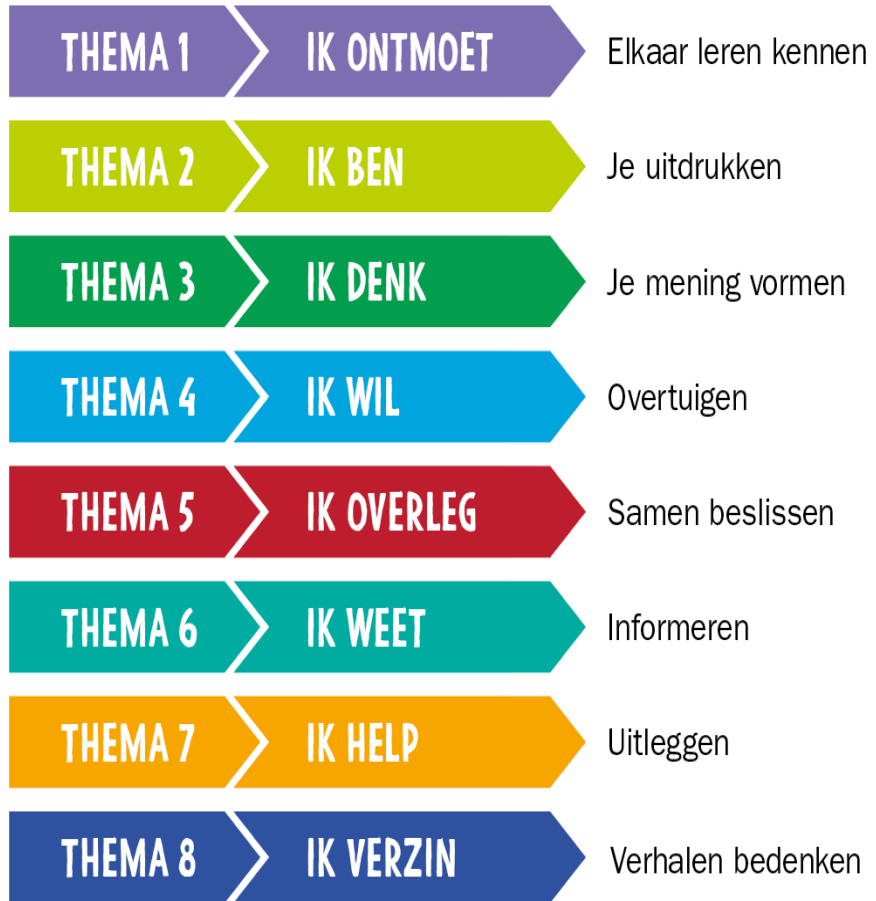 THEMA 1 IK ONTMOET Elkaar leren kennen
THEMA 2 IK BEN Je uitdrukken
THEMA 3 IK DENK Je mening vormen
THEMA 4 IK WIL Overtuigen
THEMA 5 IK OVERLEG Samen beslissen
THEMA 6 IK WEET Informeren
THEMA 7 IK HELP Uitleggen
THEMA 8 IK VERZIN Verhalen bedenken